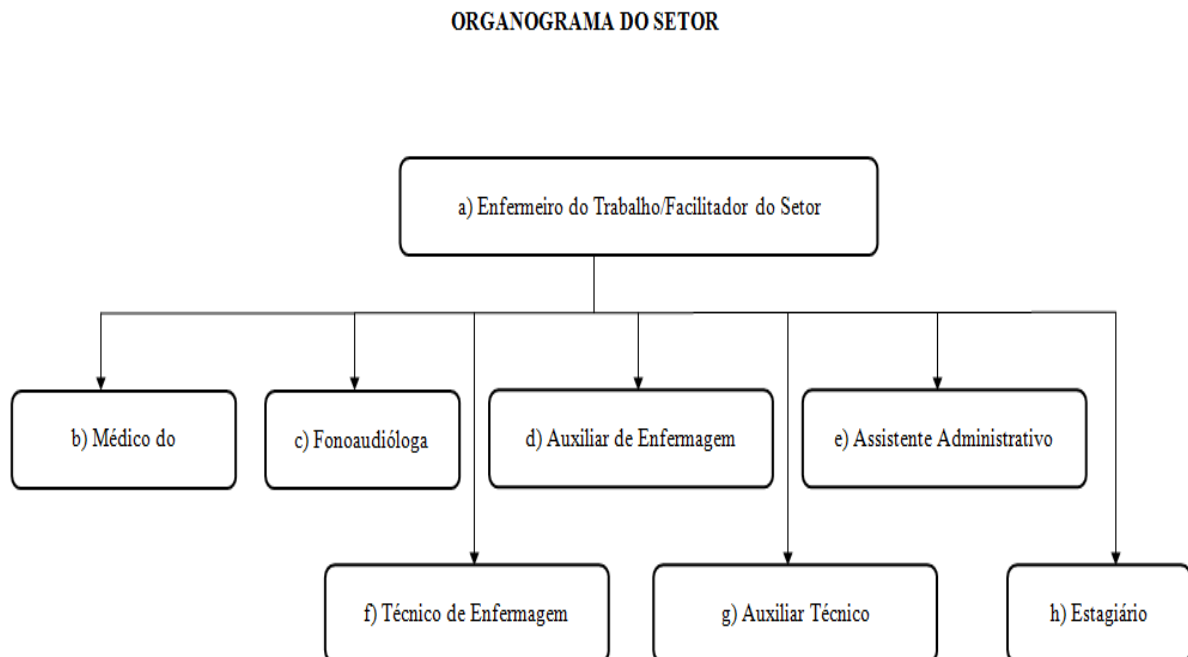 ORGANOGRAMA DO SETOR
a) Enfermeiro do Trabalho/Facilitador do Setor
b) Médico do
c) Fonoaudióloga
d) Auxiliar de Enfermagem
e) Assistente Administrativo
f) Técnico de Enfermagem
g) Auxiliar Técnico
h) Estagiário